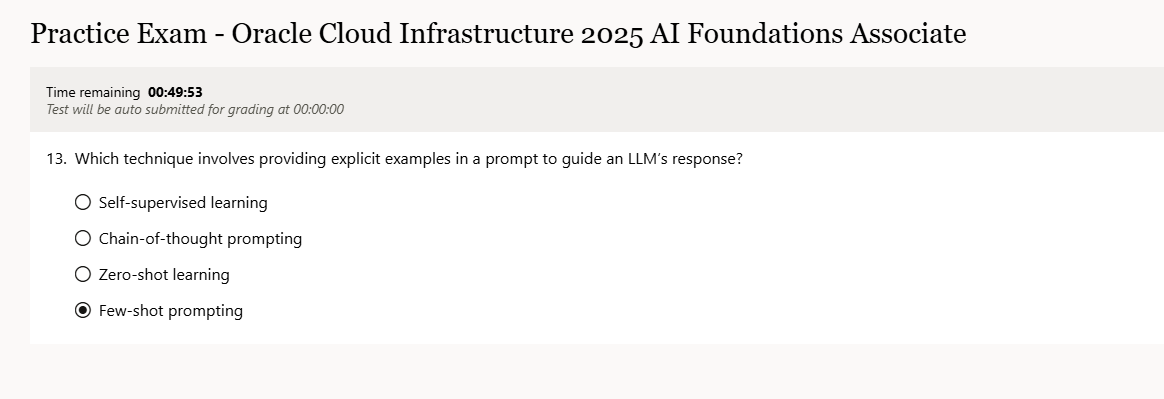 Practice Exam - Oracle Cloud Infrastructure 2025 AI Foundations Associate
Time remaining 00:49:53
Test will be auto submitted for grading at 00:00:00
13. Which technique involves providing explicit examples in a prompt to guide an LLM's response?
Self-supervised learning
Chain-of-thought prompting
Zero-shot learning
Few-shot prompting